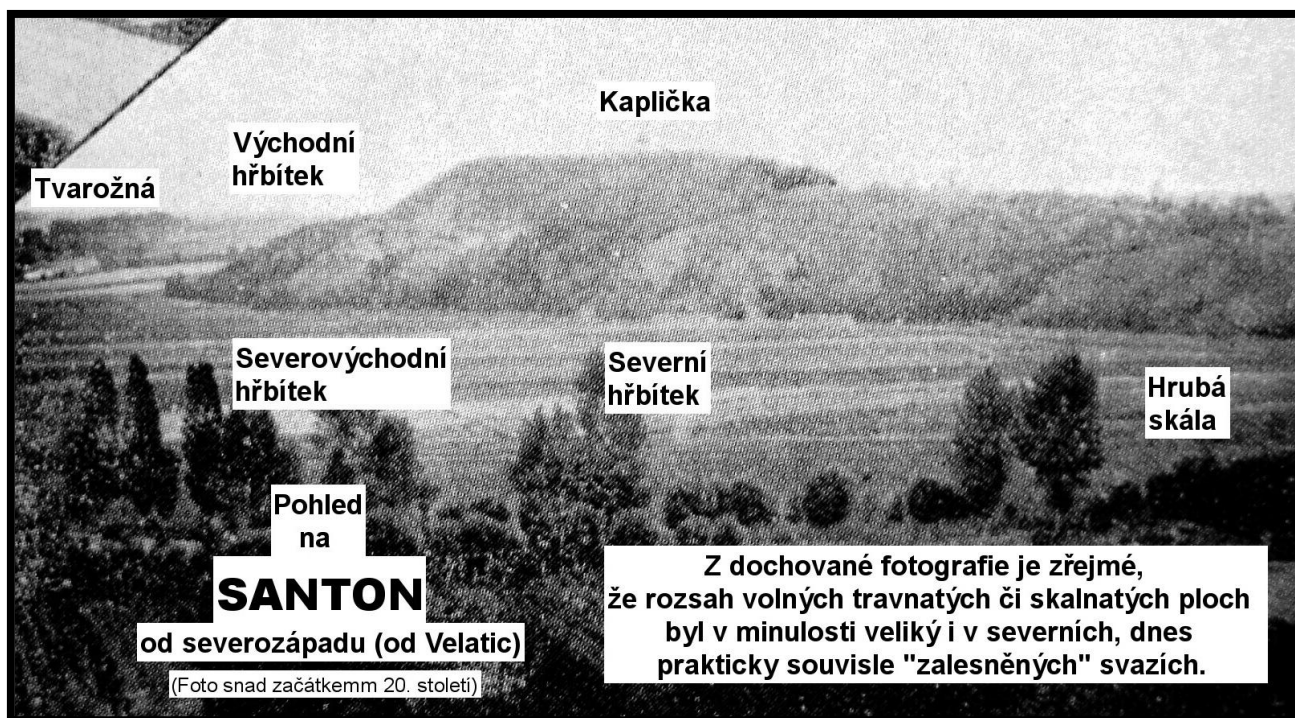 Kaplička
Východní
hřbítek
Tvarožná
Severovýchodní
hřbítek
Severní
hřbítek
Hrubá
skála
Pohled
na
SANTON
od severozápadu (od Velatic)
(Foto snad začátkemm 20. století)
Z dochované fotografie je zřejmé,
že rozsah volných travnatých či skalnatých ploch
byl v minulosti veliký i v severních, dnes
prakticky souvisle "zalesněných" svazích.